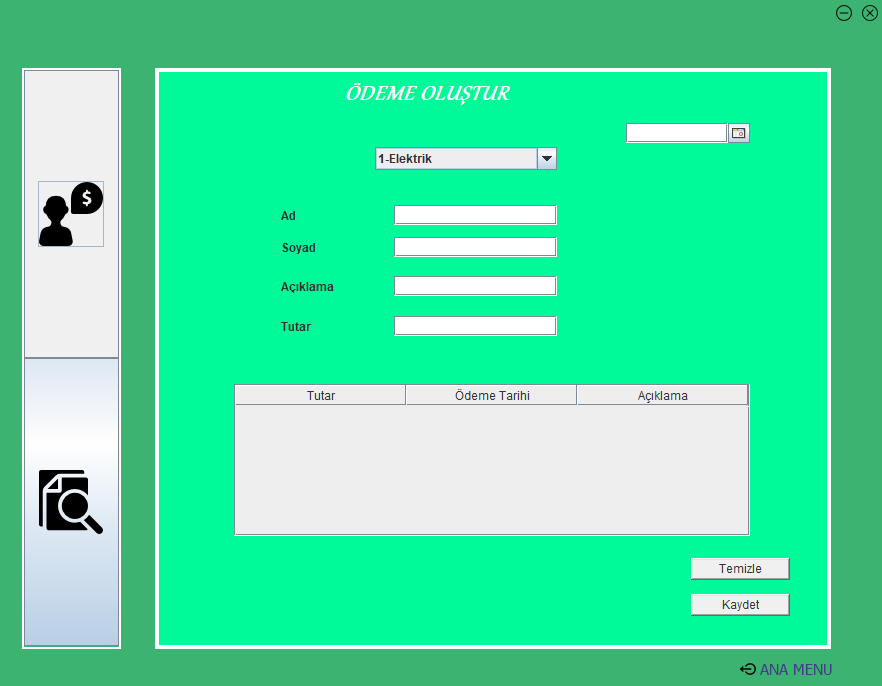 ÖDEME OLUŞTUR
1-Elektrik
$
Ad
Soyad
Açıklama
Tutar
Tutar Ödeme Tarihi Açıklama
Temizle
Kaydet
ANA MENU